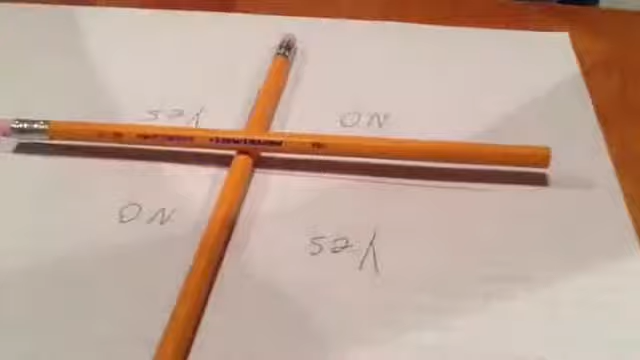 Yes NO
NO Yes